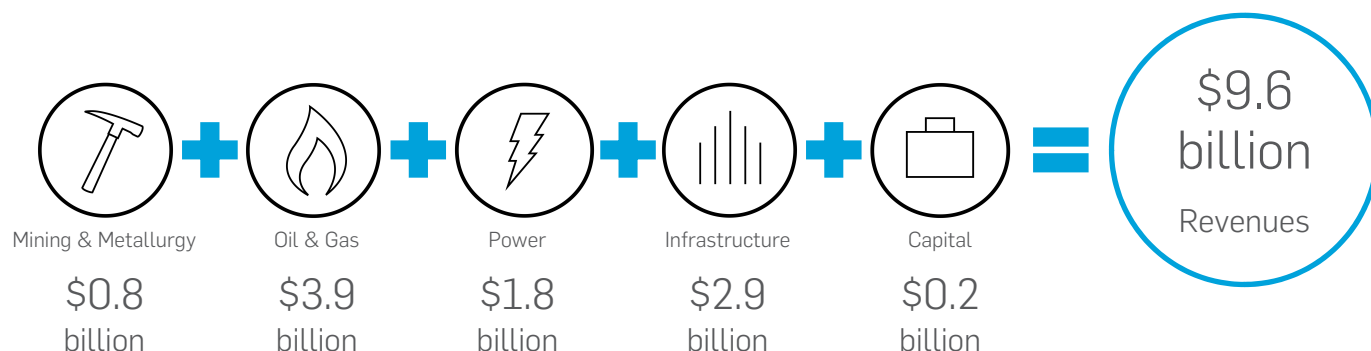 Mining & Metallurgy
$0.8
billion
Oil & Gas
$3.9
billion
Power
$1.8
billion
Infrastructure
$2.9
billion
Capital
$0.2
billion
$9.6
billion
Revenues